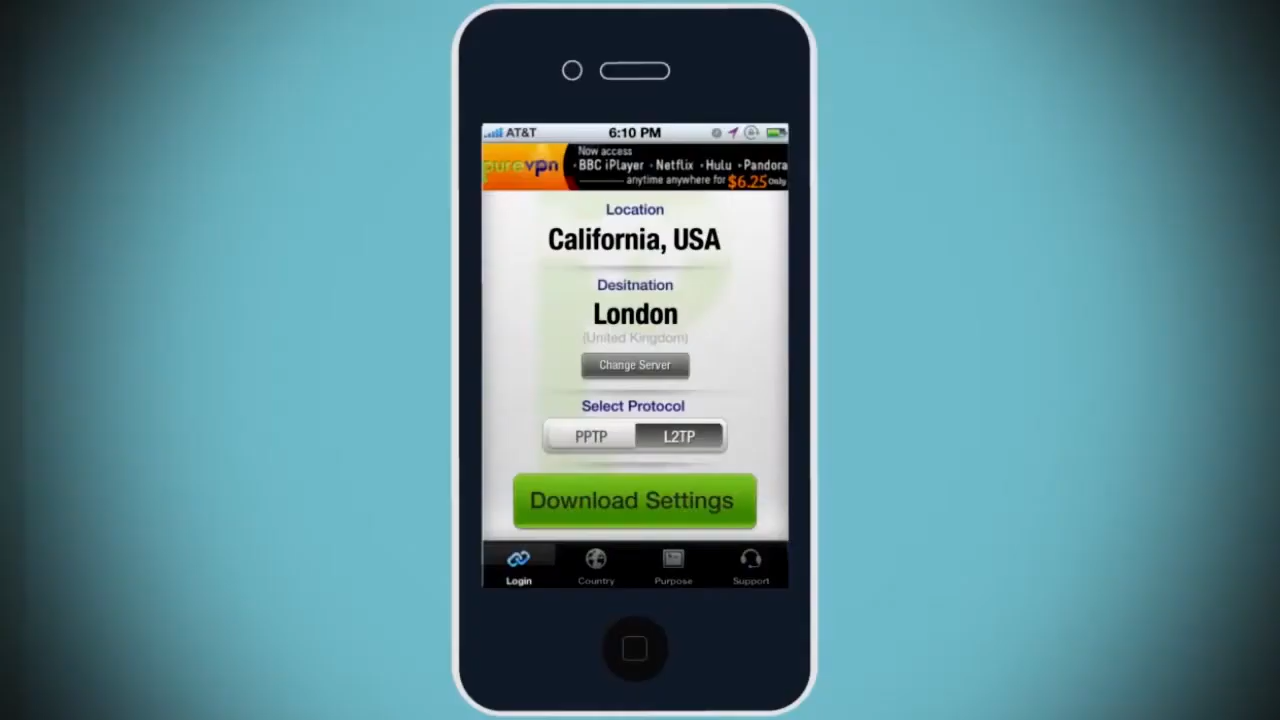 AT&T 6:10 PM
purevpn
Now access
• BBC iPlayer • Netflix • Hulu • Pandora
anytime anywhere for $6.25 Only
Location
California, USA
Desitnation
London
(United Kingdom)
Change Server
Select Protocol
PPTP L2TP
Download Settings
Login Country Purpose Support